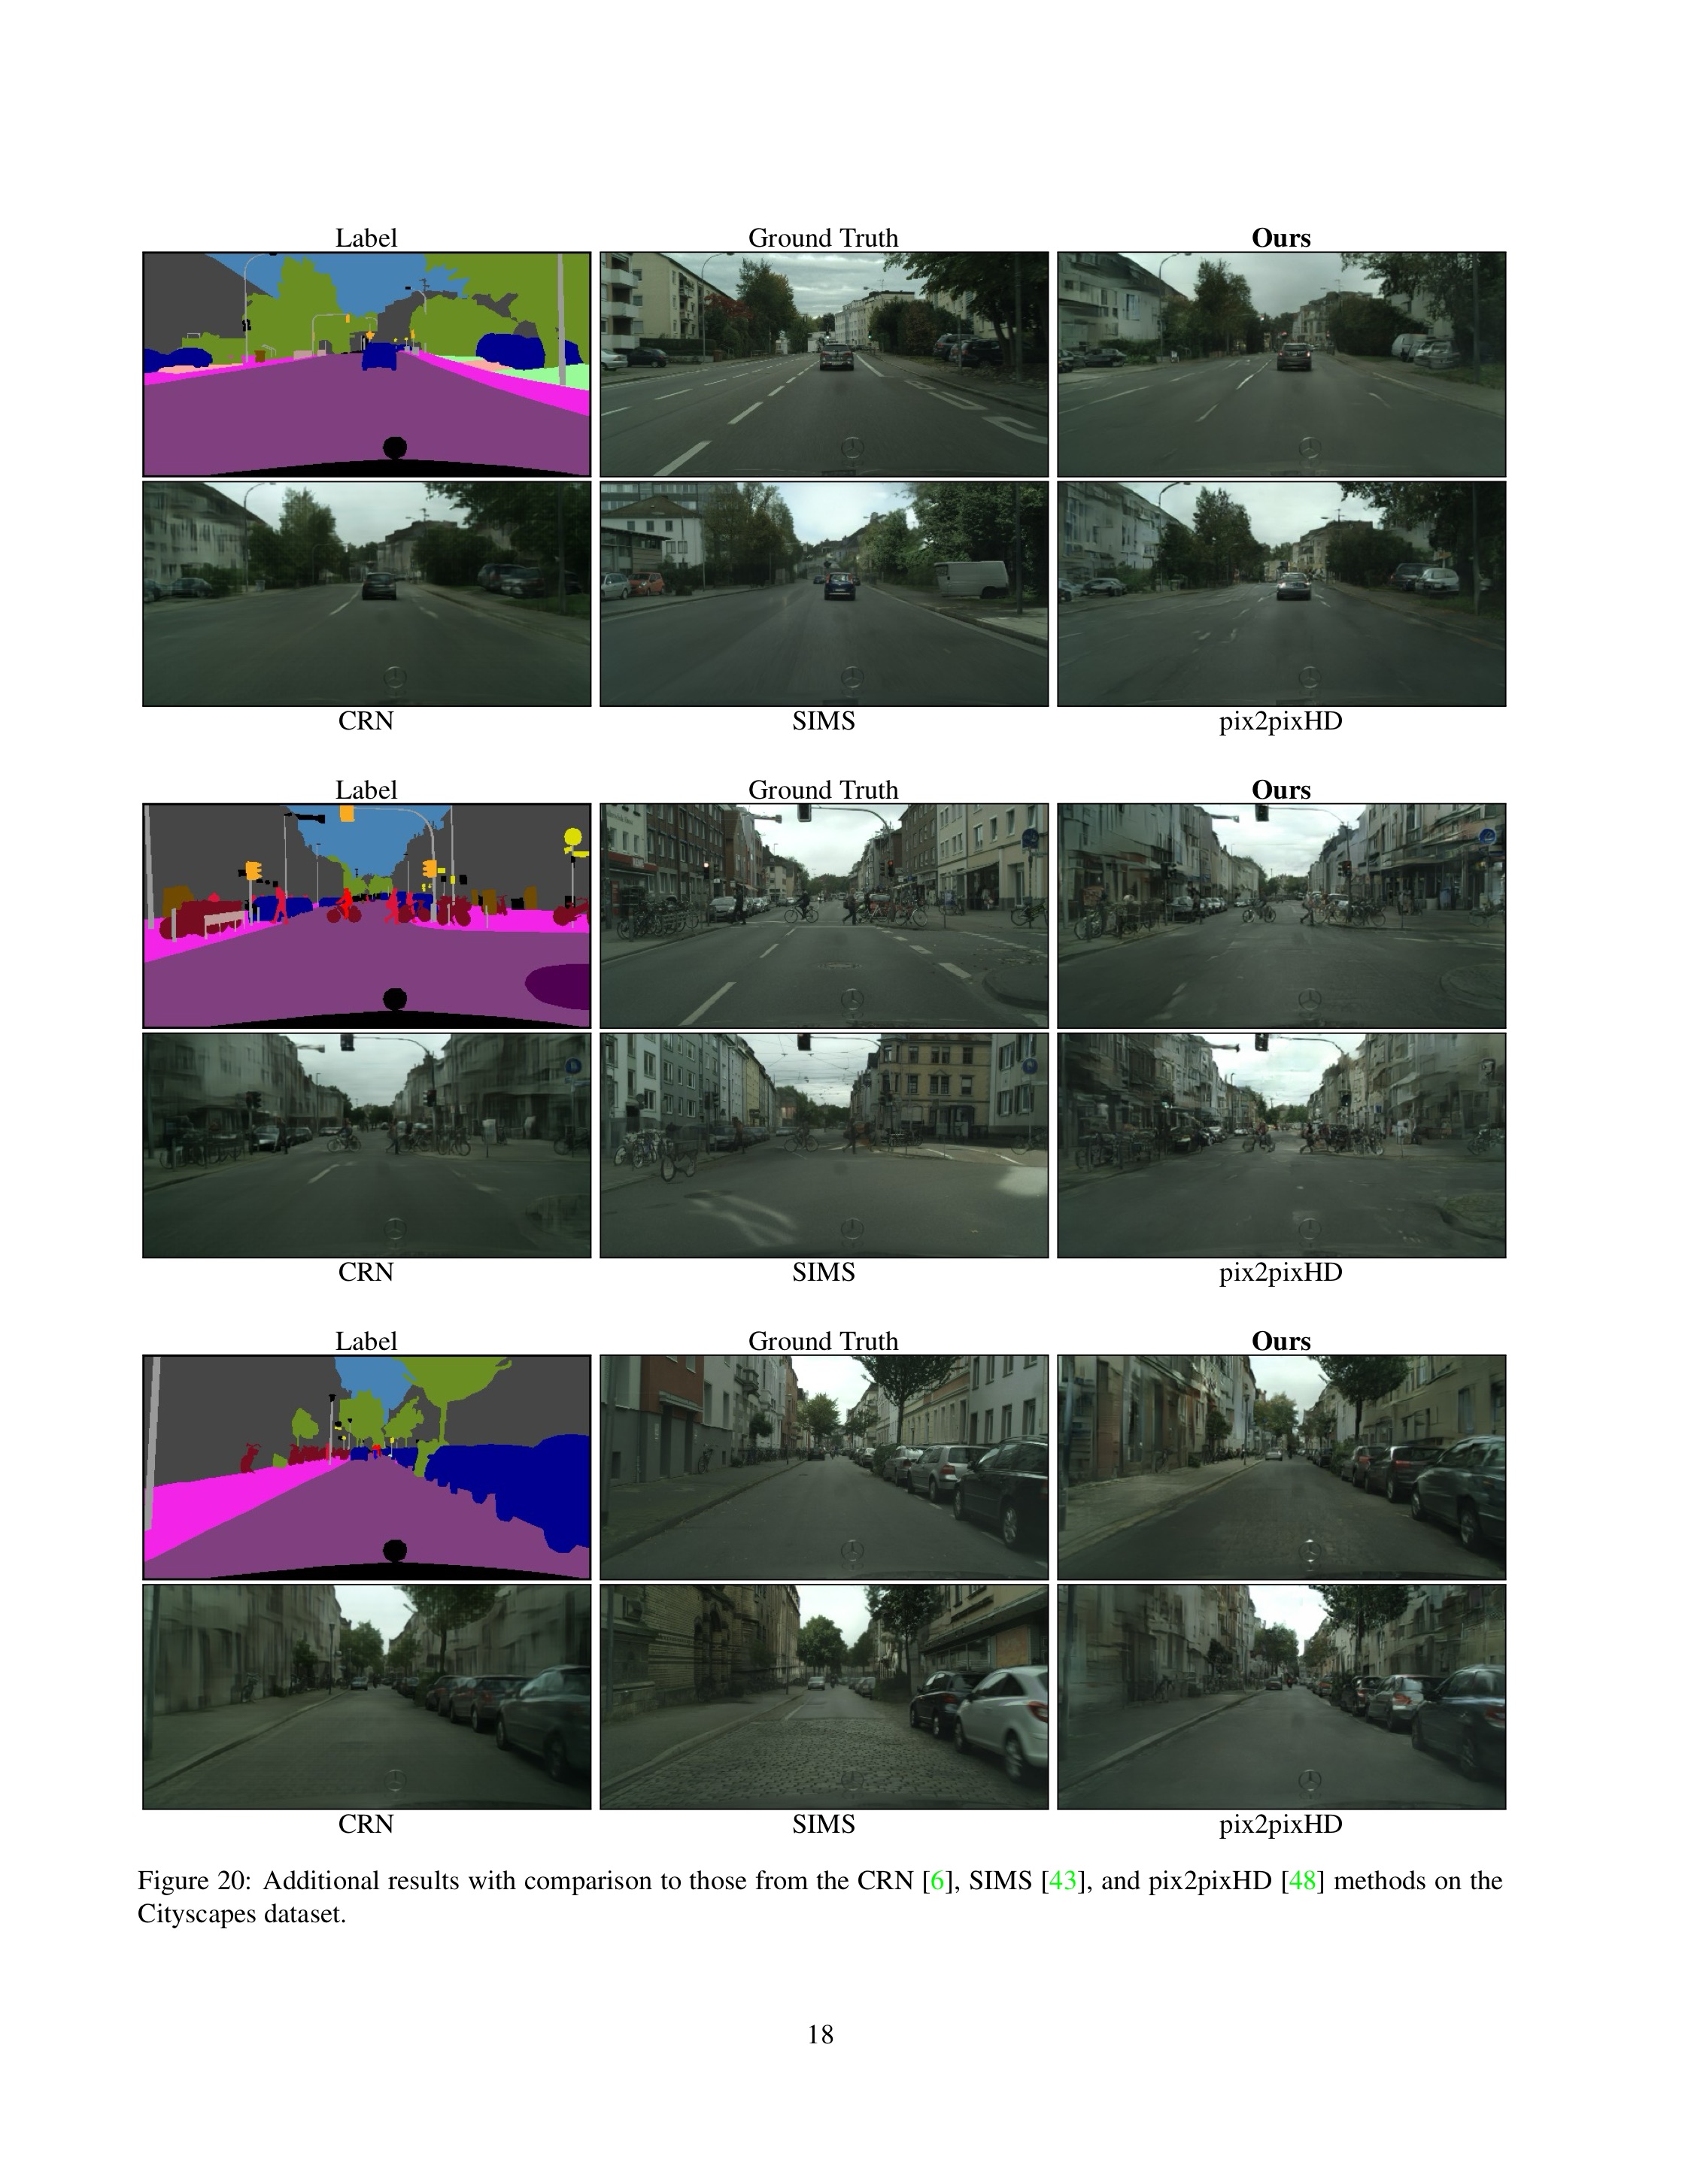 Label Ground Truth Ours
CRN SIMS pix2pixHD
Label Ground Truth Ours
CRN SIMS pix2pixHD
Label Ground Truth Ours
CRN SIMS pix2pixHD
Figure 20: Additional results with comparison to those from the CRN [6], SIMS [43], and pix2pixHD [48] methods on the
Cityscapes dataset.
18